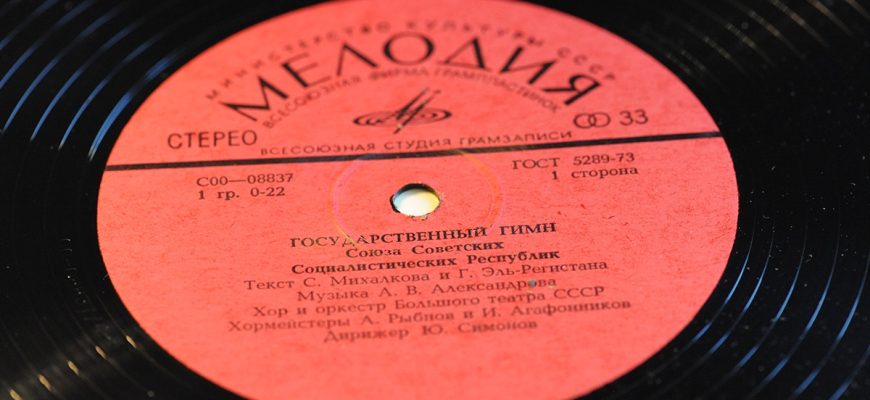 МИНИСТЕРСТВО КУЛЬТУРЫ СССР
МЕЛОДИЯ
ВСЕСОЮЗНАЯ ФИРМА ГРАМПЛАСТИНОК
СТЕРЕО
33
ВСЕСОЮЗНАЯ СТУДИЯ ГРАМЗАПИСИ
С00—08837
ГОСТ 5289-73
1 гр. 0-22
1 сторона
ГОСУДАРСТВЕННЫЙ ГИМН
Союза Советских
Социалистических Республик
Текст С. Михалкова и Г. Эль-Регистана
Музыка А. В. Александрова
Хор и оркестр Большого театра СССР
Хормейстеры А. Рыбнов и И. Агафонников
Дирижер Ю. Симонов